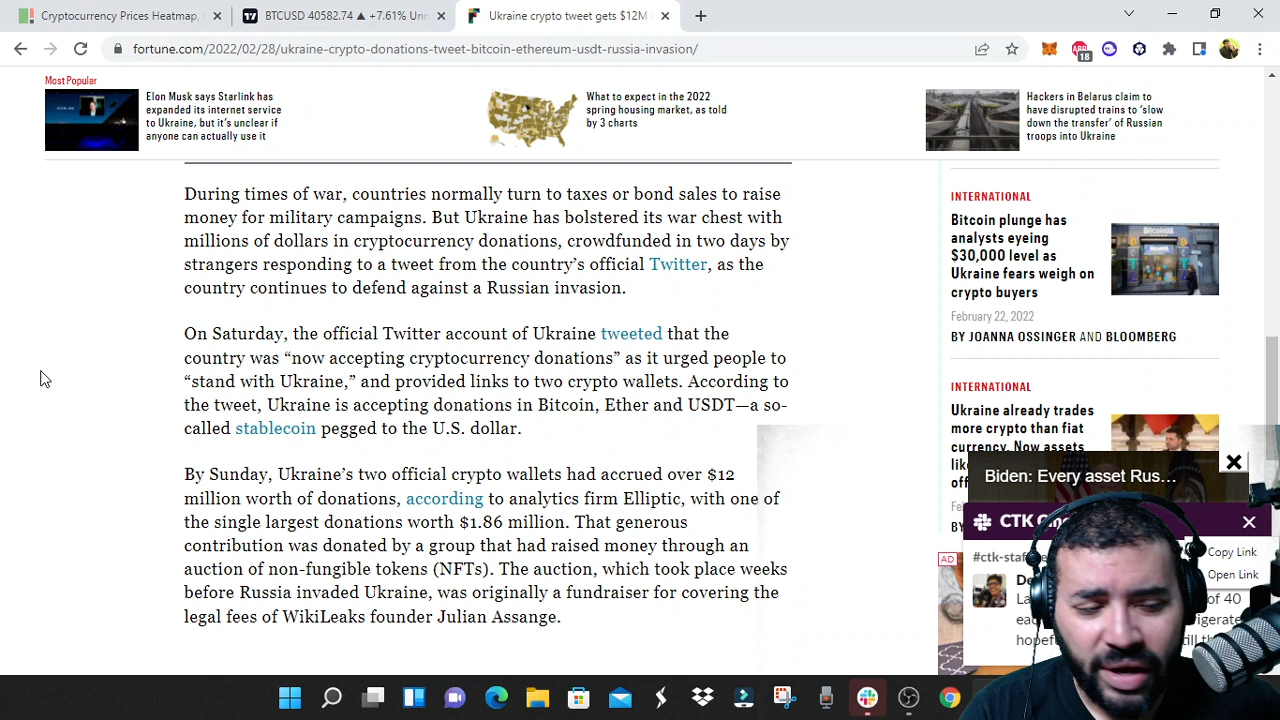 Cryptocurrency Prices Heatmap,
BTCUSD 40582.74 ▲ +7.61% Unr
Ukraine crypto tweet gets $12M
fortune.com/2022/02/28/ukraine-crypto-donations-tweet-bitcoin-ethereum-usdt-russia-invasion/
18
Most Popular
Elon Musk says Starlink has
expanded its internet service
to Ukraine, but it's unclear if
anyone can actually use it
What to expect in the 2022
spring housing market, as told
by 3 charts
Hackers in Belarus claim to
have disrupted trains to ‘slow
down the transfer’ of Russian
troops into Ukraine
During times of war, countries normally turn to taxes or bond sales to raise
money for military campaigns. But Ukraine has bolstered its war chest with
millions of dollars in cryptocurrency donations, crowdfunded in two days by
strangers responding to a tweet from the country’s official Twitter, as the
country continues to defend against a Russian invasion.
On Saturday, the official Twitter account of Ukraine tweeted that the
country was “now accepting cryptocurrency donations” as it urged people to
“stand with Ukraine,” and provided links to two crypto wallets. According to
the tweet, Ukraine is accepting donations in Bitcoin, Ether and USDT—a so-
called stablecoin pegged to the U.S. dollar.
By Sunday, Ukraine’s two official crypto wallets had accrued over $12
million worth of donations, according to analytics firm Elliptic, with one of
the single largest donations worth $1.86 million. That generous
contribution was donated by a group that had raised money through an
auction of non-fungible tokens (NFTs). The auction, which took place weeks
before Russia invaded Ukraine, was originally a fundraiser for covering the
legal fees of WikiLeaks founder Julian Assange.
INTERNATIONAL
Bitcoin plunge has
analysts eyeing
$30,000 level as
Ukraine fears weigh on
crypto buyers
February 22, 2022
BY JOANNA OSSINGER AND BLOOMBERG
INTERNATIONAL
Ukraine already trades
more crypto than fiat
currency. Now assets
BY
Biden: Every asset Rus...
CTK
Copy Link
Open Link
of 40
AD